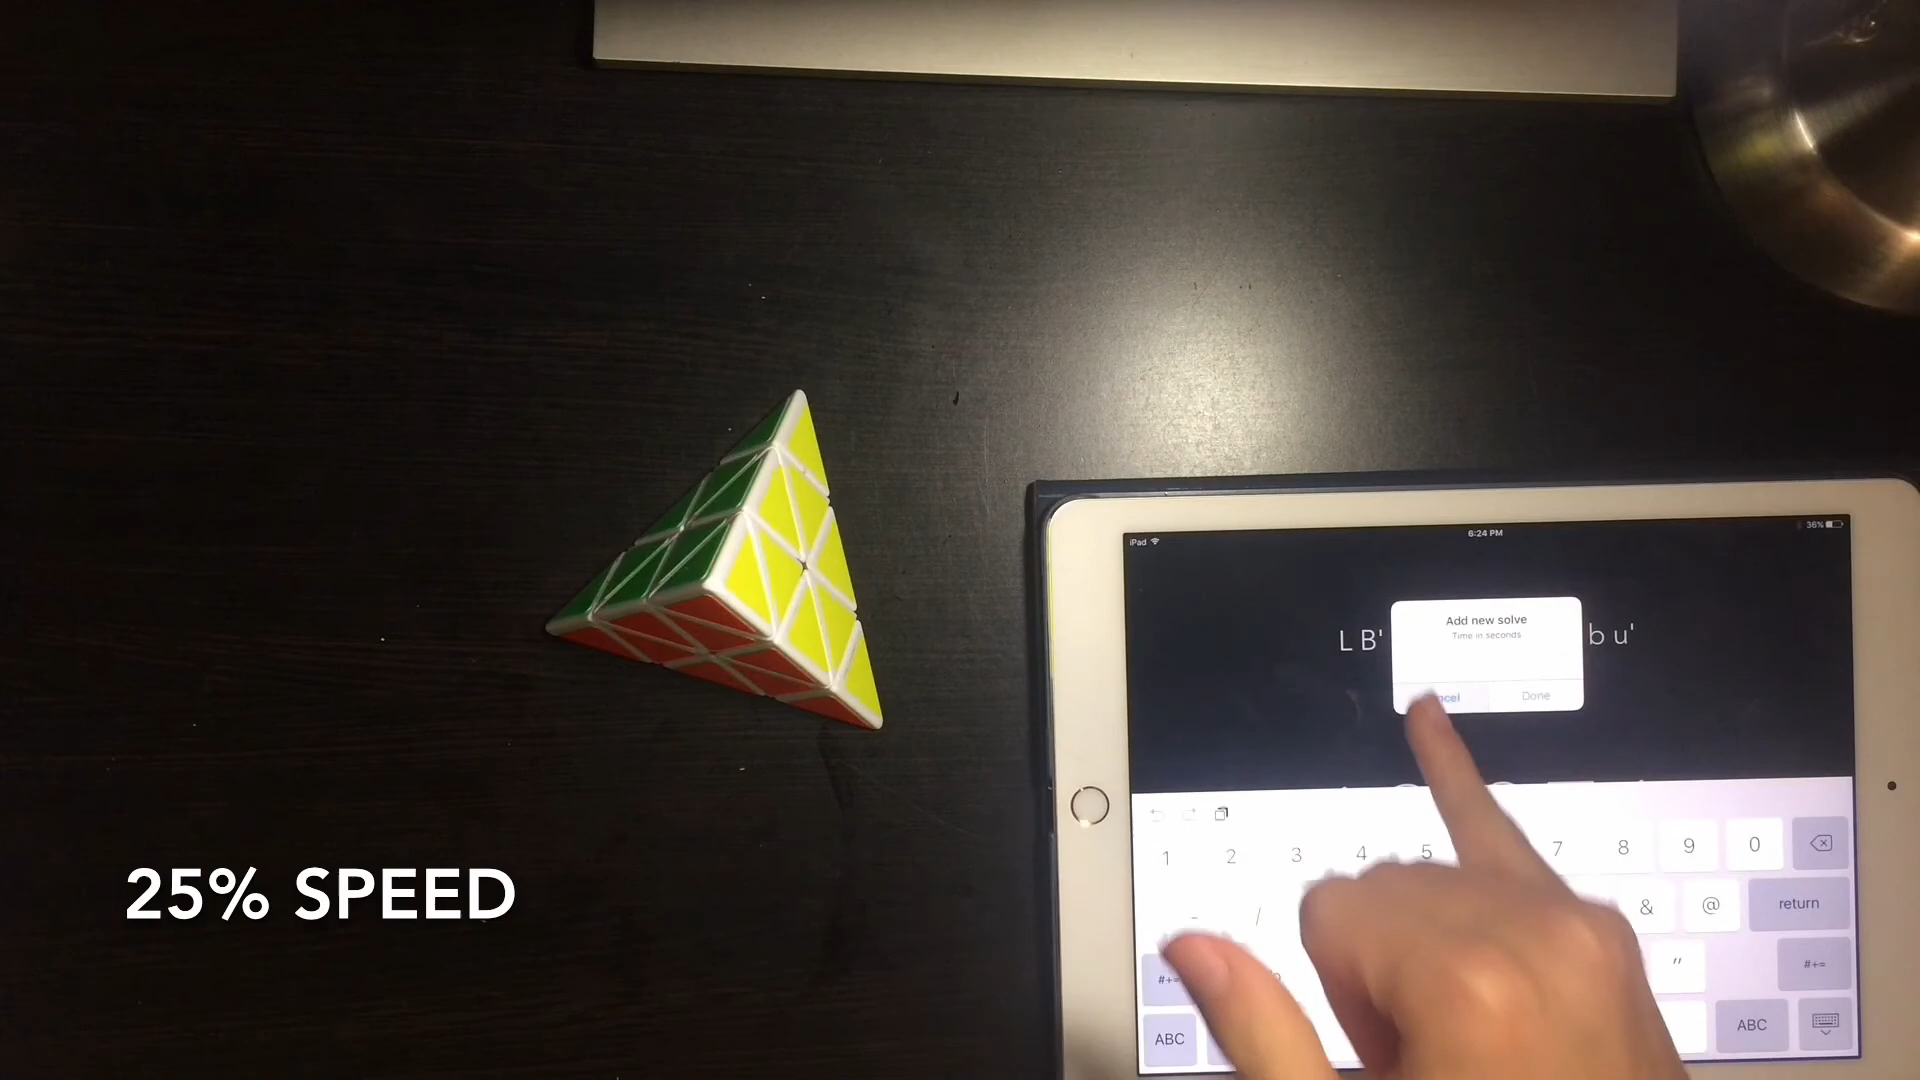 iPad
6:24 PM
36%
Add new solve
Time in seconds
L B'
b u'
Done
1 2 3 4 5 7 8 9 0
- / & @ return
"
#+=
ABC
ABC
25% SPEED